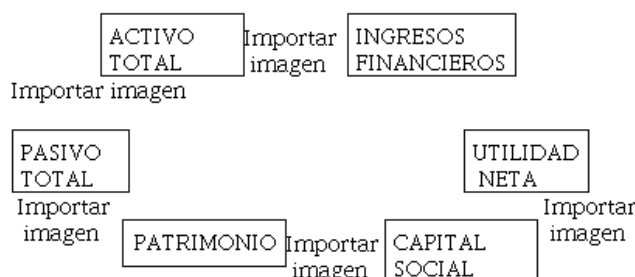 ACTIVO Importar INGRESOS
TOTAL imagen FINANCIEROS
Importar imagen
PASIVO UTILIDAD
TOTAL NETA
Importar Importar
imagen PATRIMONIO Importar CAPITAL imagen
imagen SOCIAL